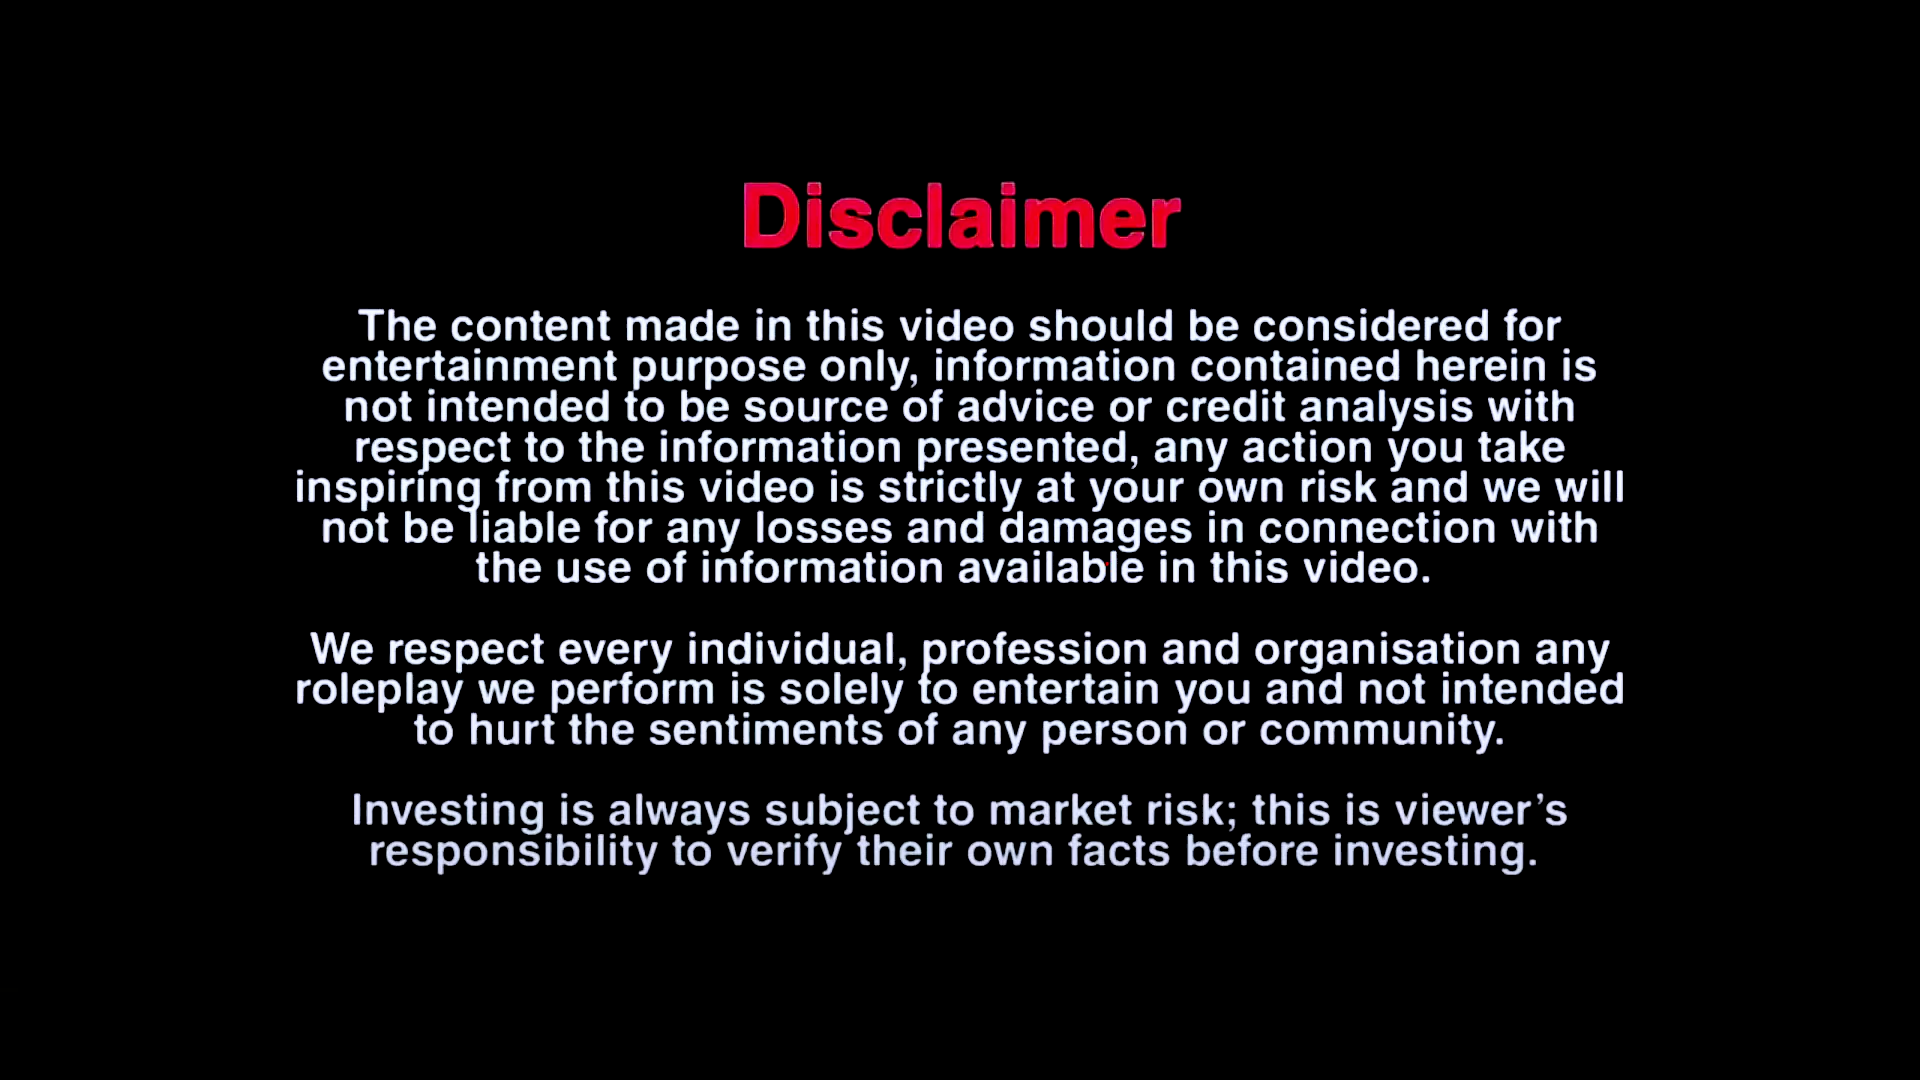 Disclaimer
The content made in this video should be considered for
entertainment purpose only, information contained herein is
not intended to be source of advice or credit analysis with
respect to the information presented, any action you take
inspiring from this video is strictly at your own risk and we will
not be liable for any losses and damages in connection with
the use of information available in this video.
We respect every individual, profession and organisation any
roleplay we perform is solely to entertain you and not intended
to hurt the sentiments of any person or community.
Investing is always subject to market risk; this is viewer’s
responsibility to verify their own facts before investing.